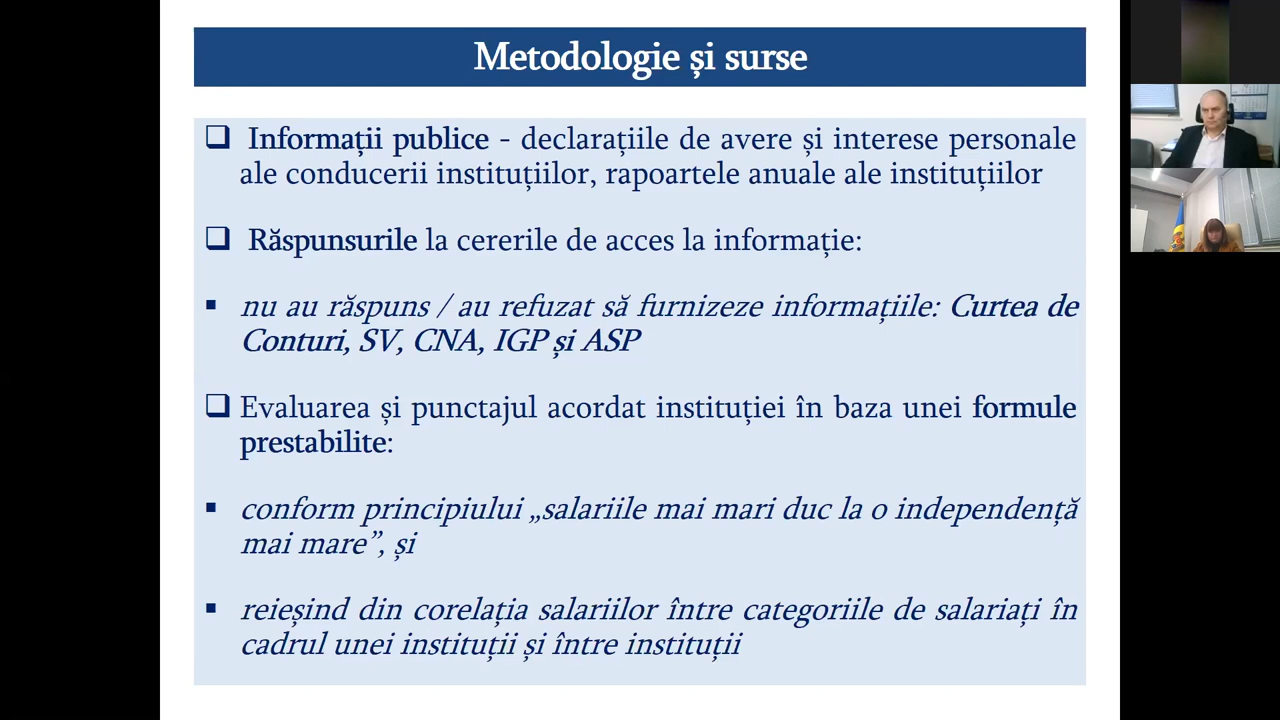 Metodologie și surse
❑ Informații publice - declarațiile de avere și interese personale
ale conducerii instituțiilor, rapoartele anuale ale instituțiilor
❑ Răspunsurile la cererile de acces la informație:
▪ nu au răspuns / au refuzat să furnizeze informațiile: Curtea de
Conturi, SV, CNA, IGP și ASP
❑ Evaluarea și punctajul acordat instituției în baza unei formule
prestabilite:
▪ conform principiului „salariile mai mari duc la o independență
mai mare”, și
▪ reieșind din corelația salariilor între categoriile de salariați în
cadrul unei instituții și între instituții